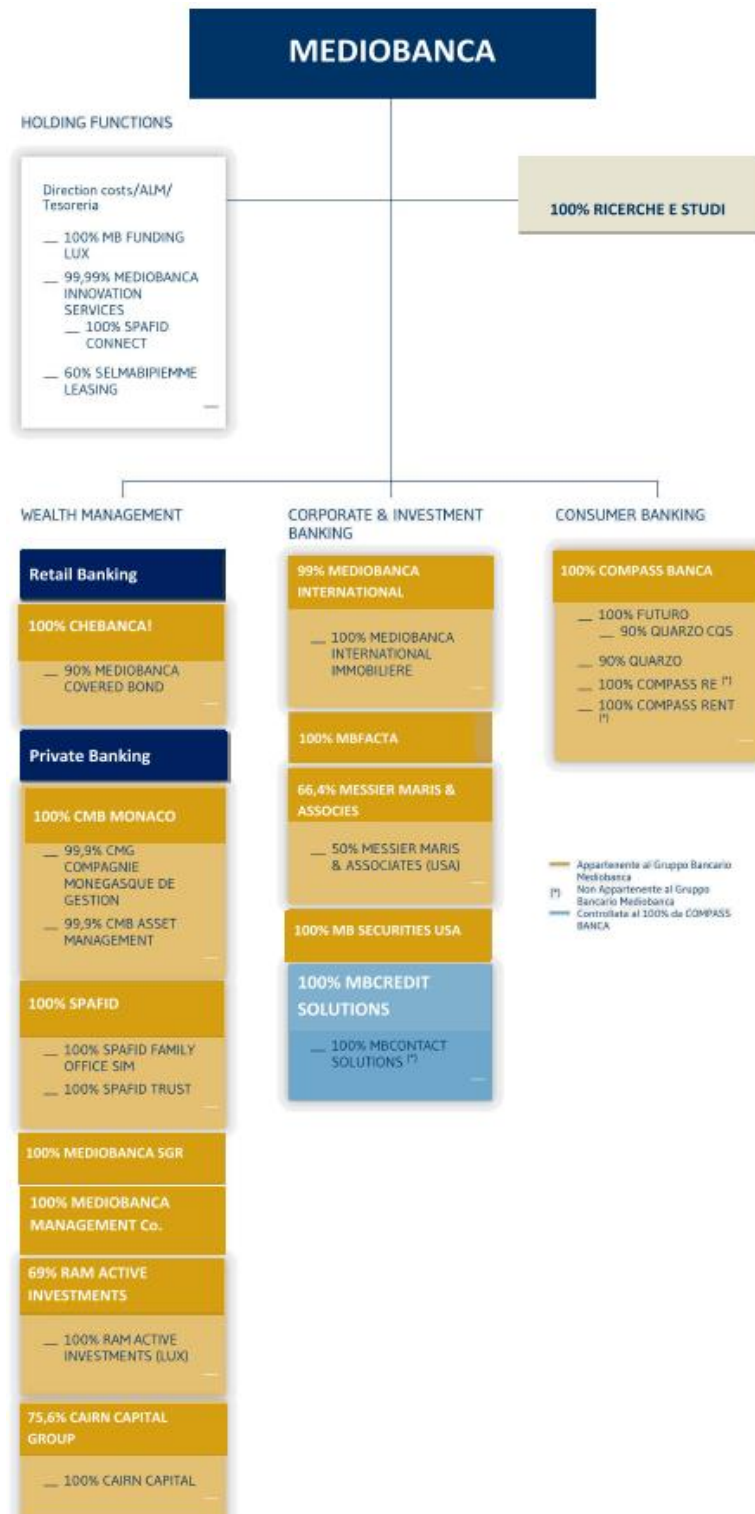 MEDIOBANCA
HOLDING FUNCTIONS
Direction costs/ALM/
Tesoreria
100% MB FUNDING
LUX
99,99% MEDIOBANCA
INNOVATION
SERVICES
100% SPAFID
CONNECT
60% SELMABIPIEMME
LEASING
100% RICERCHE E STUDI
WEALTH MANAGEMENT
Retail Banking
100% CHEBANCA!
90% MEDIOBANCA
COVERED BOND
Private Banking
100% CMB MONACO
99,9% CMG
COMPAGNIE
MONEGASQUE DE
GESTION
99,9% CMB ASSET
MANAGEMENT
100% SPAFID
100% SPAFID FAMILY
OFFICE SIM
100% SPAFID TRUST
100% MEDIOBANCA SGR
100% MEDIOBANCA
MANAGEMENT Co.
69% RAM ACTIVE
INVESTMENTS
100% RAM ACTIVE
INVESTMENTS (LUX)
75,6% CAIRN CAPITAL
GROUP
100% CAIRN CAPITAL
CORPORATE & INVESTMENT
BANKING
99% MEDIOBANCA
INTERNATIONAL
100% MEDIOBANCA
INTERNATIONAL
IMMOBILIERE
100% MBFACTA
66,4% MESSIER MARIS &
ASSOCIES
50% MESSIER MARIS
& ASSOCIATES (USA)
100% MB SECURITIES USA
100% MBCREDIT
SOLUTIONS
100% MBCONTACT
SOLUTIONS (*)
CONSUMER BANKING
100% COMPASS BANCA
100% FUTURO
90% QUARZO CQS
90% QUARZO
100% COMPASS RE (*)
100% COMPASS RENT
(*)
Appartenente al Gruppo Bancario
Mediobanca
(*) Non Appartenente al Gruppo
Bancario Mediobanca
Controllata al 100% da COMPASS
BANCA